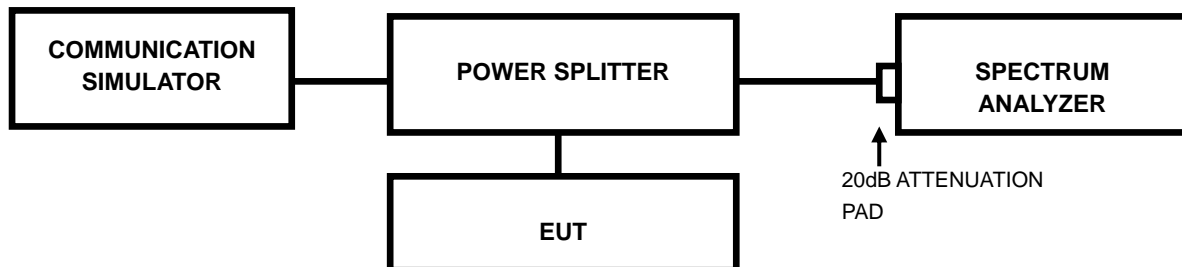 COMMUNICATION
SIMULATOR
POWER SPLITTER
SPECTRUM
ANALYZER
20dB ATTENUATION
PAD
EUT